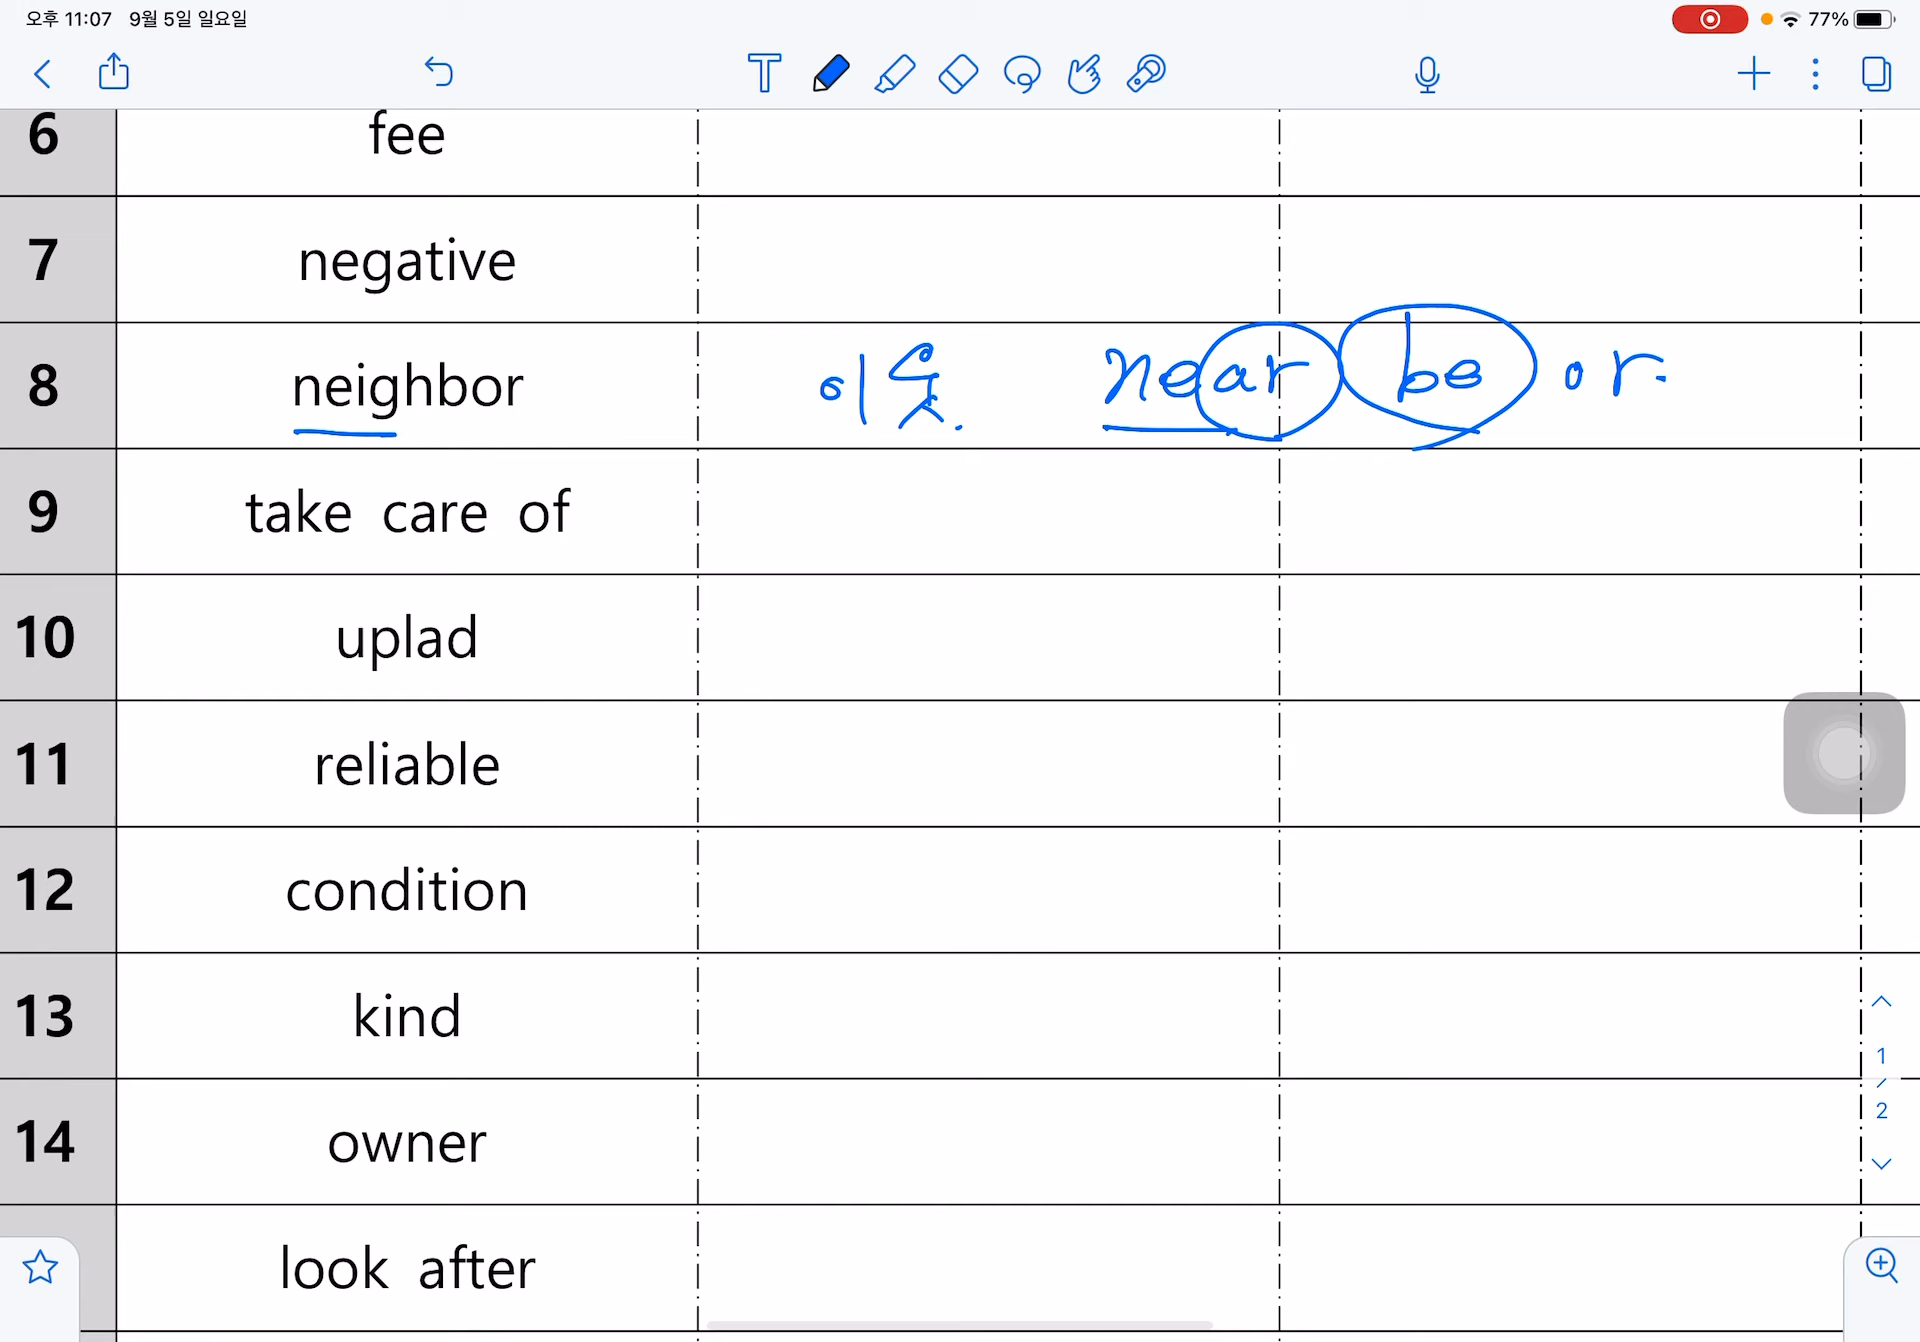 오후 11:07 9월 5일 일요일 77%
6 fee
7 negative
8 neighbor 이웃. near be or.
9 take care of
10 uplad
11 reliable
12 condition
13 kind
14 owner
look after
1
/
2